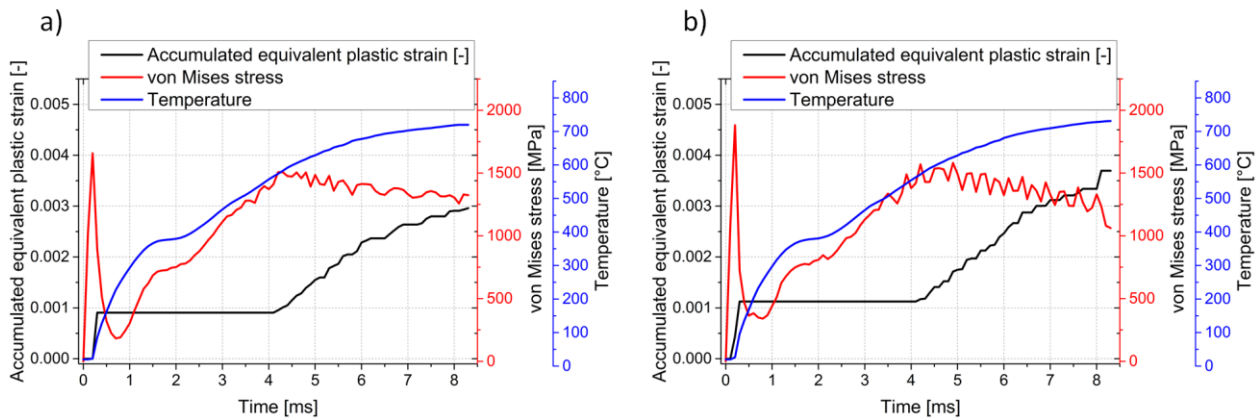 a)
Accumulated equivalent plastic strain [-]
von Mises stress
Temperature
Accumulated equivalent plastic strain [-]
0.005
0.004
0.003
0.002
0.001
0.000
0 1 2 3 4 5 6 7 8
Time [ms]
2000
1500
1000
500
0
von Mises stress [MPa]
800
700
600
500
400
300
200
100
0
Temperature [°C]
b)
Accumulated equivalent plastic strain [-]
von Mises stress
Temperature
Accumulated equivalent plastic strain [-]
0.005
0.004
0.003
0.002
0.001
0.000
0 1 2 3 4 5 6 7 8
Time [ms]
2000
1500
1000
500
0
von Mises stress [MPa]
800
700
600
500
400
300
200
100
0
Temperature [°C]